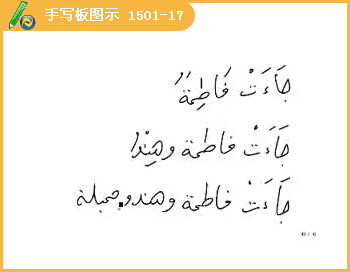 手写板图示 1501-17
جَاءَتْ فَاطِمَةُ
جَاءَتْ فاطمة وهِنْدُ
جَاءَتْ فاطمة وهند وجميلة